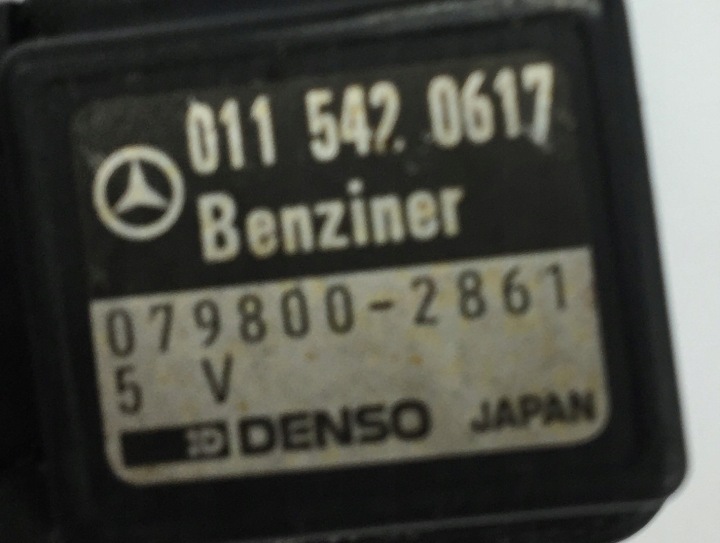 011 542 0617
Benziner
079800-2861
5 V
DENSO JAPAN